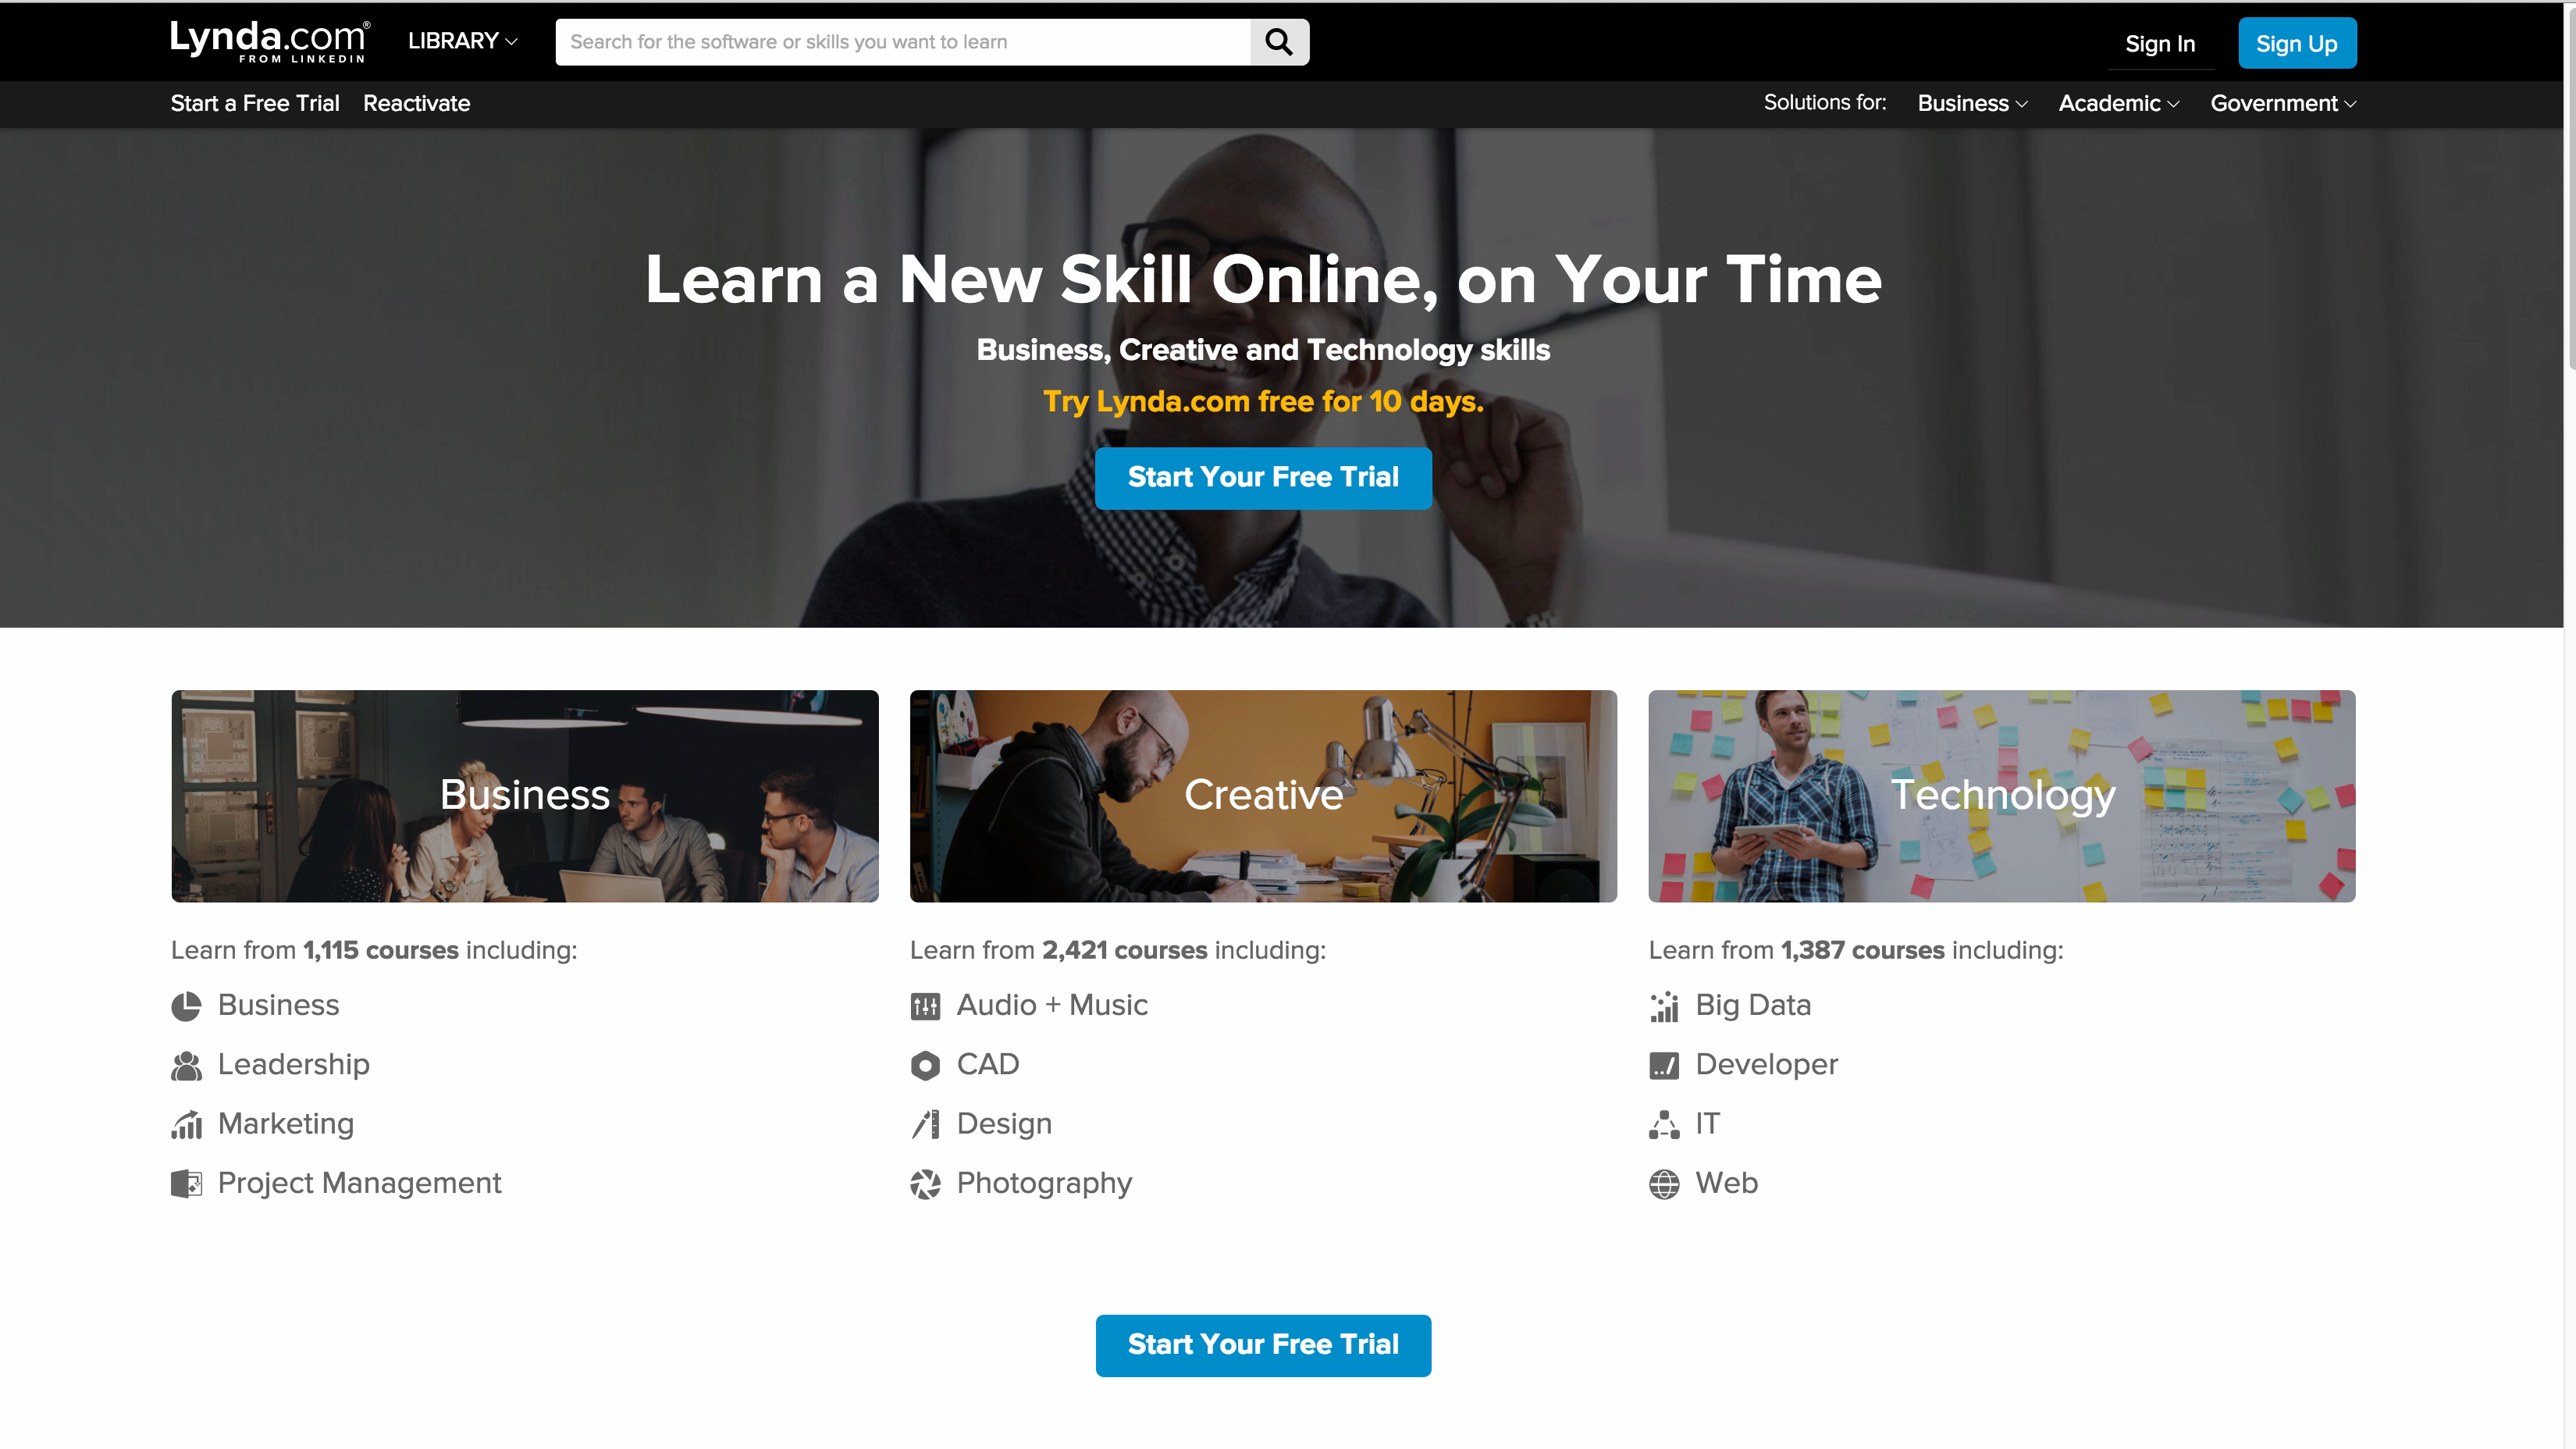 Lynda.com®
FROM LINKEDIN
LIBRARY
Search for the software or skills you want to learn
Sign In
Sign Up
Start a Free Trial
Reactivate
Solutions for:
Business
Academic
Government
Learn a New Skill Online, on Your Time
Business, Creative and Technology skills
Try Lynda.com free for 10 days.
Start Your Free Trial
Business
Learn from 1,115 courses including:
Business
Leadership
Marketing
Project Management
Creative
Learn from 2,421 courses including:
Audio + Music
CAD
Design
Photography
Technology
Learn from 1,387 courses including:
Big Data
Developer
IT
Web
Start Your Free Trial